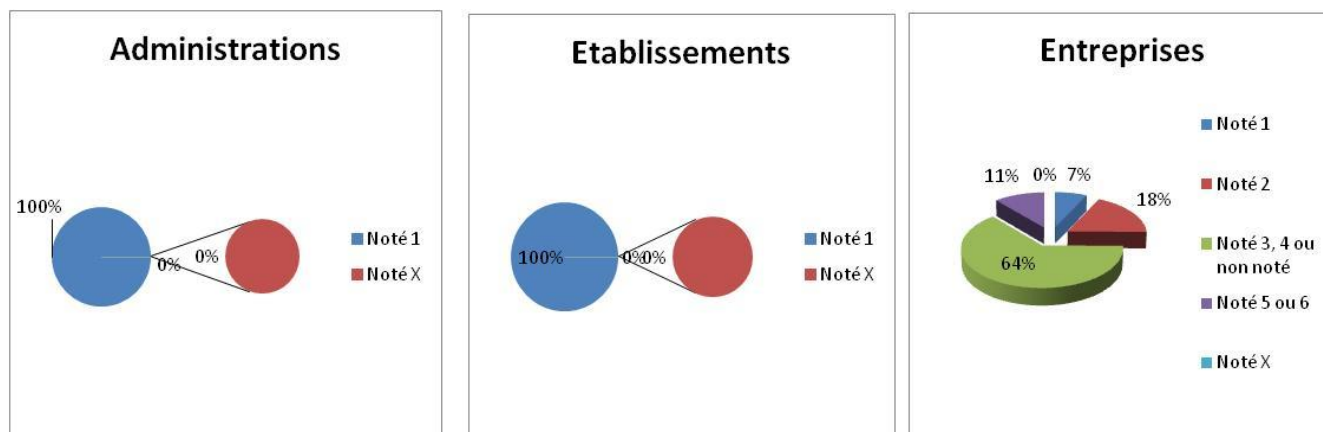 Administrations
100%
0%
0%
Noté 1
Noté X
Etablissements
100%
0%
0%
Noté 1
Noté X
Entreprises
11%
0%
7%
18%
64%
Noté 1
Noté 2
Noté 3, 4 ou
non noté
Noté 5 ou 6
Noté X